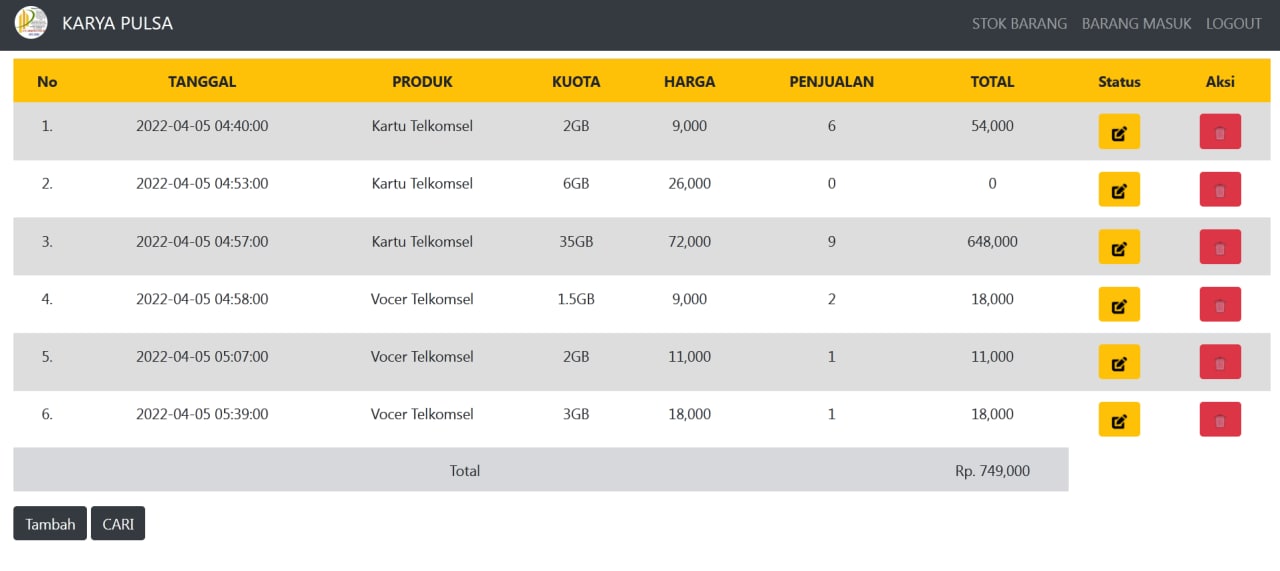 KARYA PULSA STOK BARANG BARANG MASUK LOGOUT
No TANGGAL PRODUK KUOTA HARGA PENJUALAN TOTAL Status Aksi
1. 2022-04-05 04:40:00 Kartu Telkomsel 2GB 9,000 6 54,000
2. 2022-04-05 04:53:00 Kartu Telkomsel 6GB 26,000 0 0
3. 2022-04-05 04:57:00 Kartu Telkomsel 35GB 72,000 9 648,000
4. 2022-04-05 04:58:00 Vocer Telkomsel 1.5GB 9,000 2 18,000
5. 2022-04-05 05:07:00 Vocer Telkomsel 2GB 11,000 1 11,000
6. 2022-04-05 05:39:00 Vocer Telkomsel 3GB 18,000 1 18,000
Total Rp. 749,000
Tambah CARI